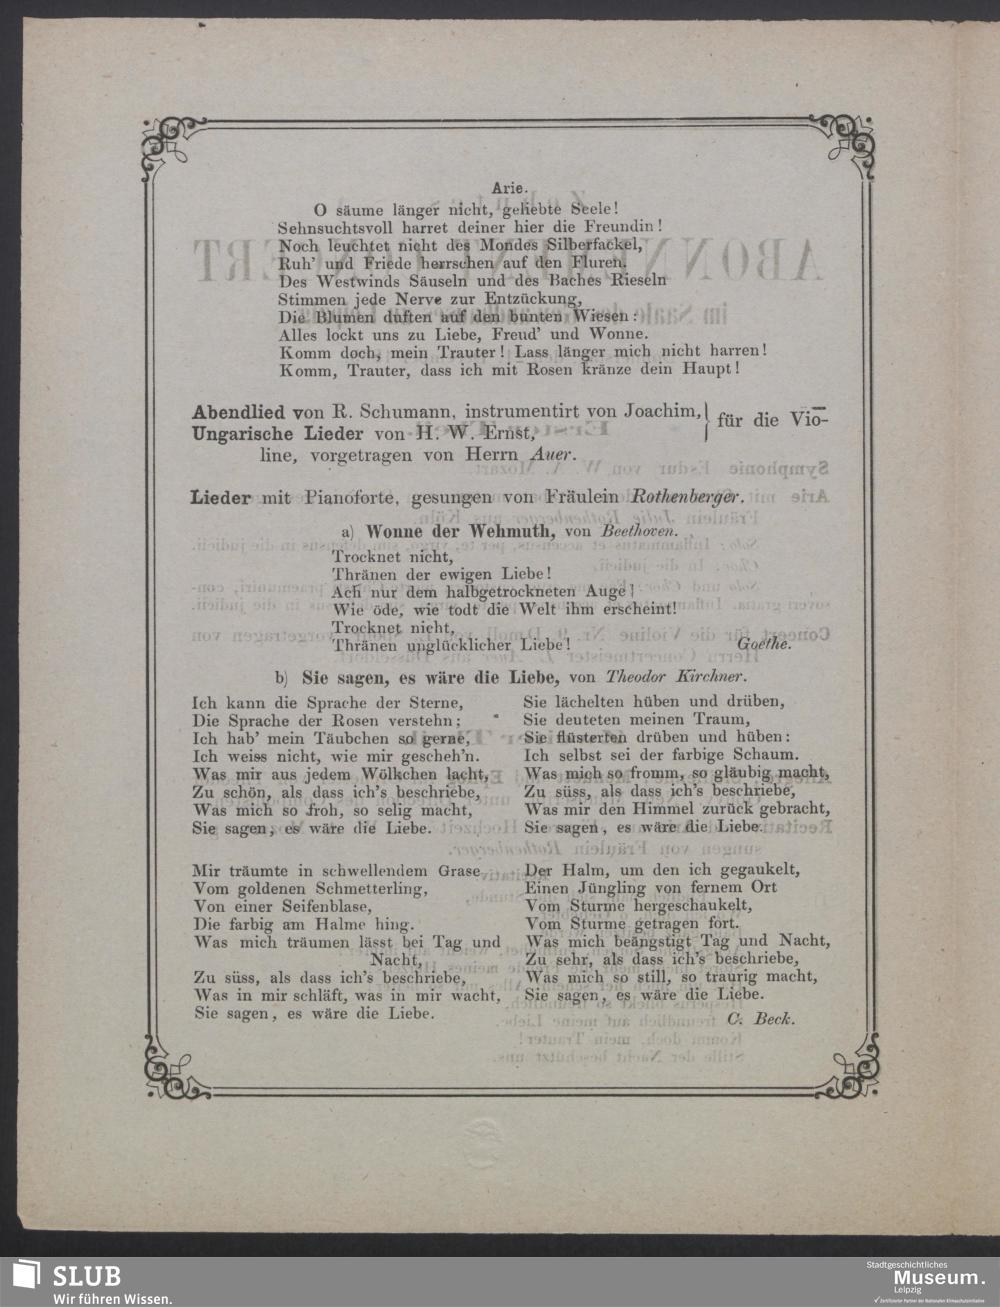 Arie.
O säume länger nicht, geliebte Seele!
Sehnsuchtsvoll harret deiner hier die Freundin!
Noch leuchtet nicht des Mondes Silberfackel,
Ruh' und Friede herrschen auf den Fluren.
Des Westwinds Säuseln und des Baches Rieseln
Stimmen jede Nerve zur Entzückung,
Die Blumen duften auf den bunten Wiesen:
Alles lockt uns zu Liebe, Freud' und Wonne.
Komm doch, mein Trauter! Lass länger mich nicht harren!
Komm, Trauter, dass ich mit Rosen kränze dein Haupt!
Abendlied von R. Schumann, instrumentirt von Joachim,
Ungarische Lieder von H. W. Ernst,
} für die Vio-
line, vorgetragen von Herrn Auer.
Lieder mit Pianoforte, gesungen von Fräulein Rothenberger.
a) Wonne der Wehmuth, von Beethoven.
Trocknet nicht,
Thränen der ewigen Liebe!
Ach nur dem halbgetrockneten Auge
Wie öde, wie todt die Welt ihm erscheint!
Trocknet nicht,
Thränen unglücklicher Liebe!
Goethe.
b) Sie sagen, es wäre die Liebe, von Theodor Kirchner.
Ich kann die Sprache der Sterne,
Die Sprache der Rosen verstehn;
Ich hab' mein Täubchen so gerne,
Ich weiss nicht, wie mir gescheh'n.
Was mir aus jedem Wölkchen lacht,
Zu schön, als dass ich's beschriebe,
Was mich so froh, so selig macht,
Sie sagen, es wäre die Liebe.
Mir träumte in schwellendem Grase
Vom goldenen Schmetterling,
Von einer Seifenblase,
Die farbig am Halme hing.
Was mich träumen lässt bei Tag und
Nacht,
Zu süss, als dass ich's beschriebe,
Was in mir schläft, was in mir wacht,
Sie sagen, es wäre die Liebe.
Sie lächelten hüben und drüben,
Sie deuteten meinen Traum,
Sie flüsterten drüben und hüben:
Ich selbst sei der farbige Schaum.
Was mich so fromm, so gläubig macht,
Zu süss, als dass ich's beschriebe,
Was mir den Himmel zurück gebracht,
Sie sagen, es wäre die Liebe.
Der Halm, um den ich gegaukelt,
Einen Jüngling von fernem Ort
Vom Sturme hergeschaukelt,
Vom Sturme getragen fort.
Was mich beängstigt Tag und Nacht,
Zu sehr, als dass ich's beschriebe,
Was mich so still, so traurig macht,
Sie sagen, es wäre die Liebe.
C. Beck.
SLUB
Wir führen Wissen.
Stadtgeschichtliches
Museum.
Leipzig
Zertifizierter Partner der Nationalen Klimaschutzinitiative